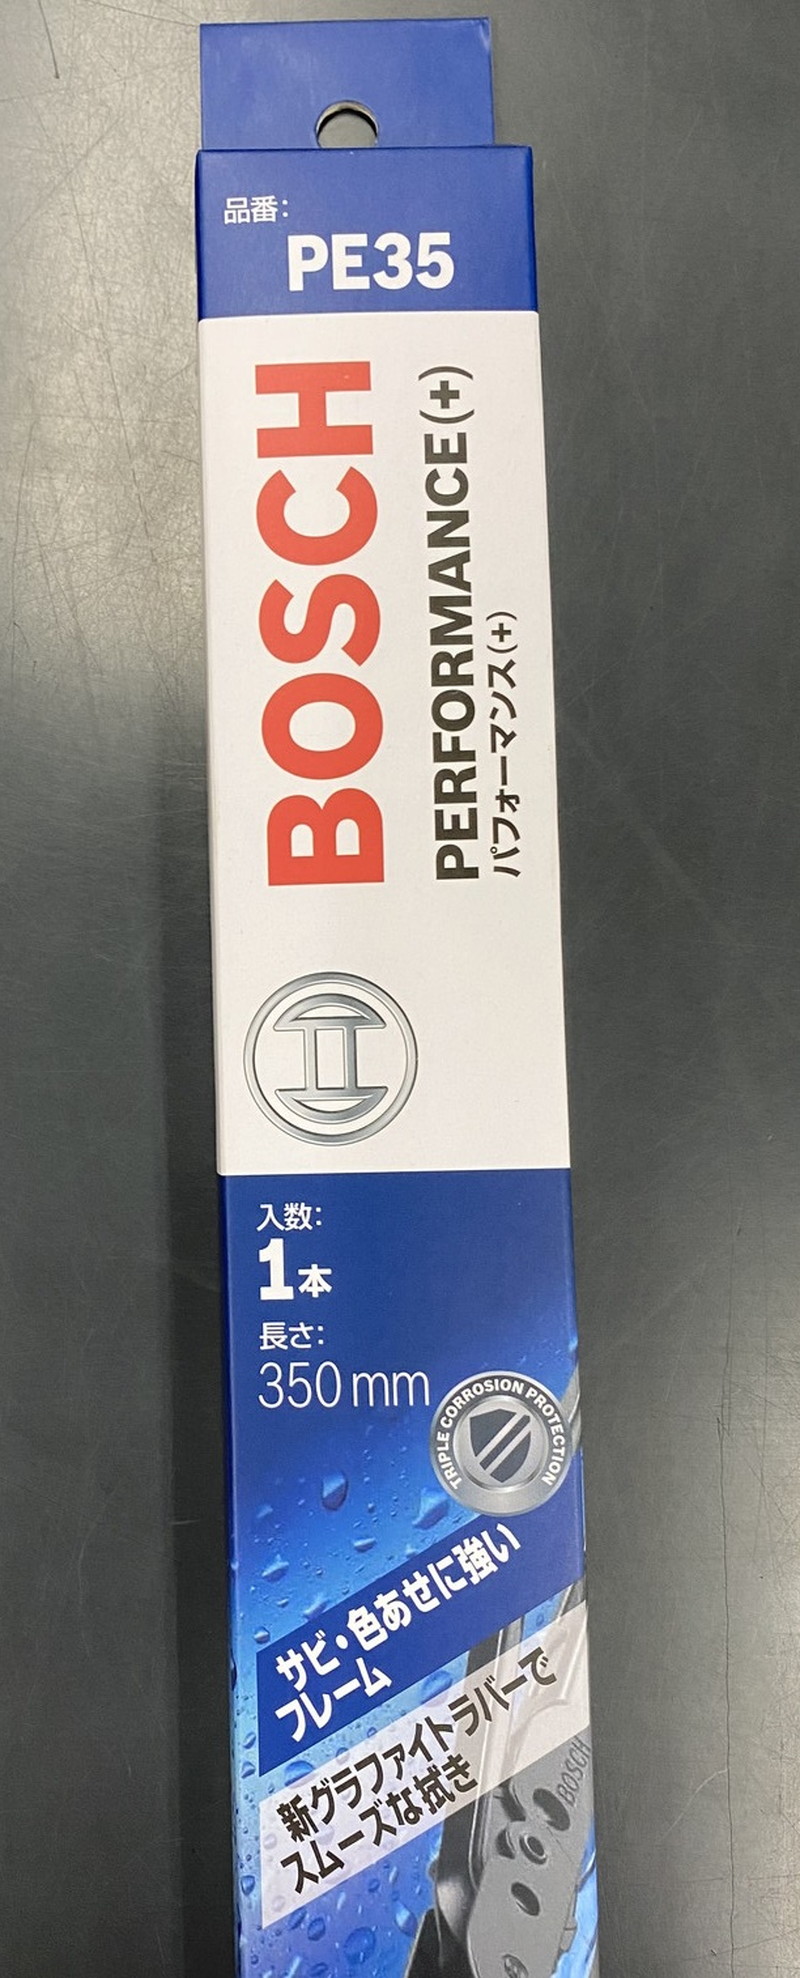 品番:
PE35
BOSCH
PERFORMANCE(+)
パフォーマンス(+)
入数:
1本
長さ:
350mm
TRIPLE CORROSION PROTECTION
サビ・色あせに強い
フレーム
新グラファイトラバーで
スムーズな拭き
BOSCH